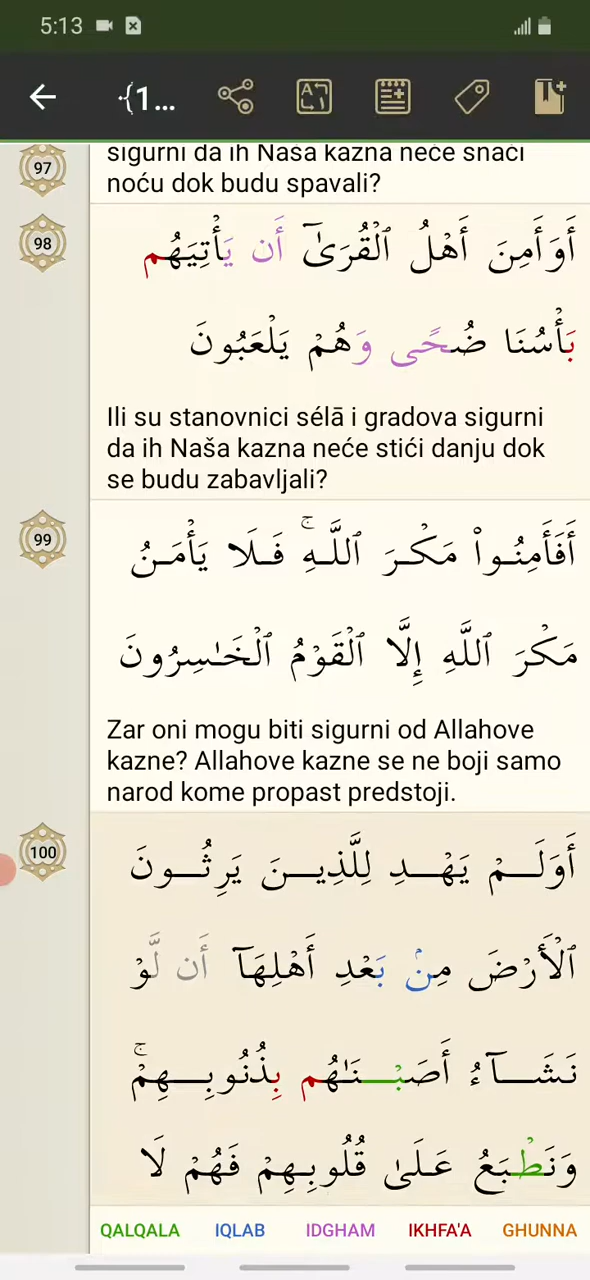 5:13
{1...
97
sigurni da ih Naša kazna neće snaći
noću dok budu spavali?
98
أَوَأَمِنَ أَهْلُ ٱلْقُرَىٰٓ أَن يَأْتِيَهُم
بَأْسُنَا ضُحًى وَهُمْ يَلْعَبُونَ
Ili su stanovnici sélā i gradova sigurni
da ih Naša kazna neće stići danju dok
se budu zabavljali?
99
أَفَأَمِنُوا۟ مَكْرَ ٱللَّهِ ۚ فَلَا يَأْمَنُ
مَكْرَ ٱللَّهِ إِلَّا ٱلْقَوْمُ ٱلْخَـٰسِرُونَ
Zar oni mogu biti sigurni od Allahove
kazne? Allahove kazne se ne boji samo
narod kome propast predstoji.
100
أَوَلَمْ يَهْدِ لِلَّذِينَ يَرِثُونَ
ٱلْأَرْضَ مِنۢ بَعْدِ أَهْلِهَآ أَن لَّوْ
نَشَآءُ أَصَبْنَـٰهُم بِذُنُوبِهِمْ ۚ
وَنَطْبَعُ عَلَىٰ قُلُوبِهِمْ فَهُمْ لَا
QALQALA IQLAB IDGHAM IKHFA'A GHUNNA